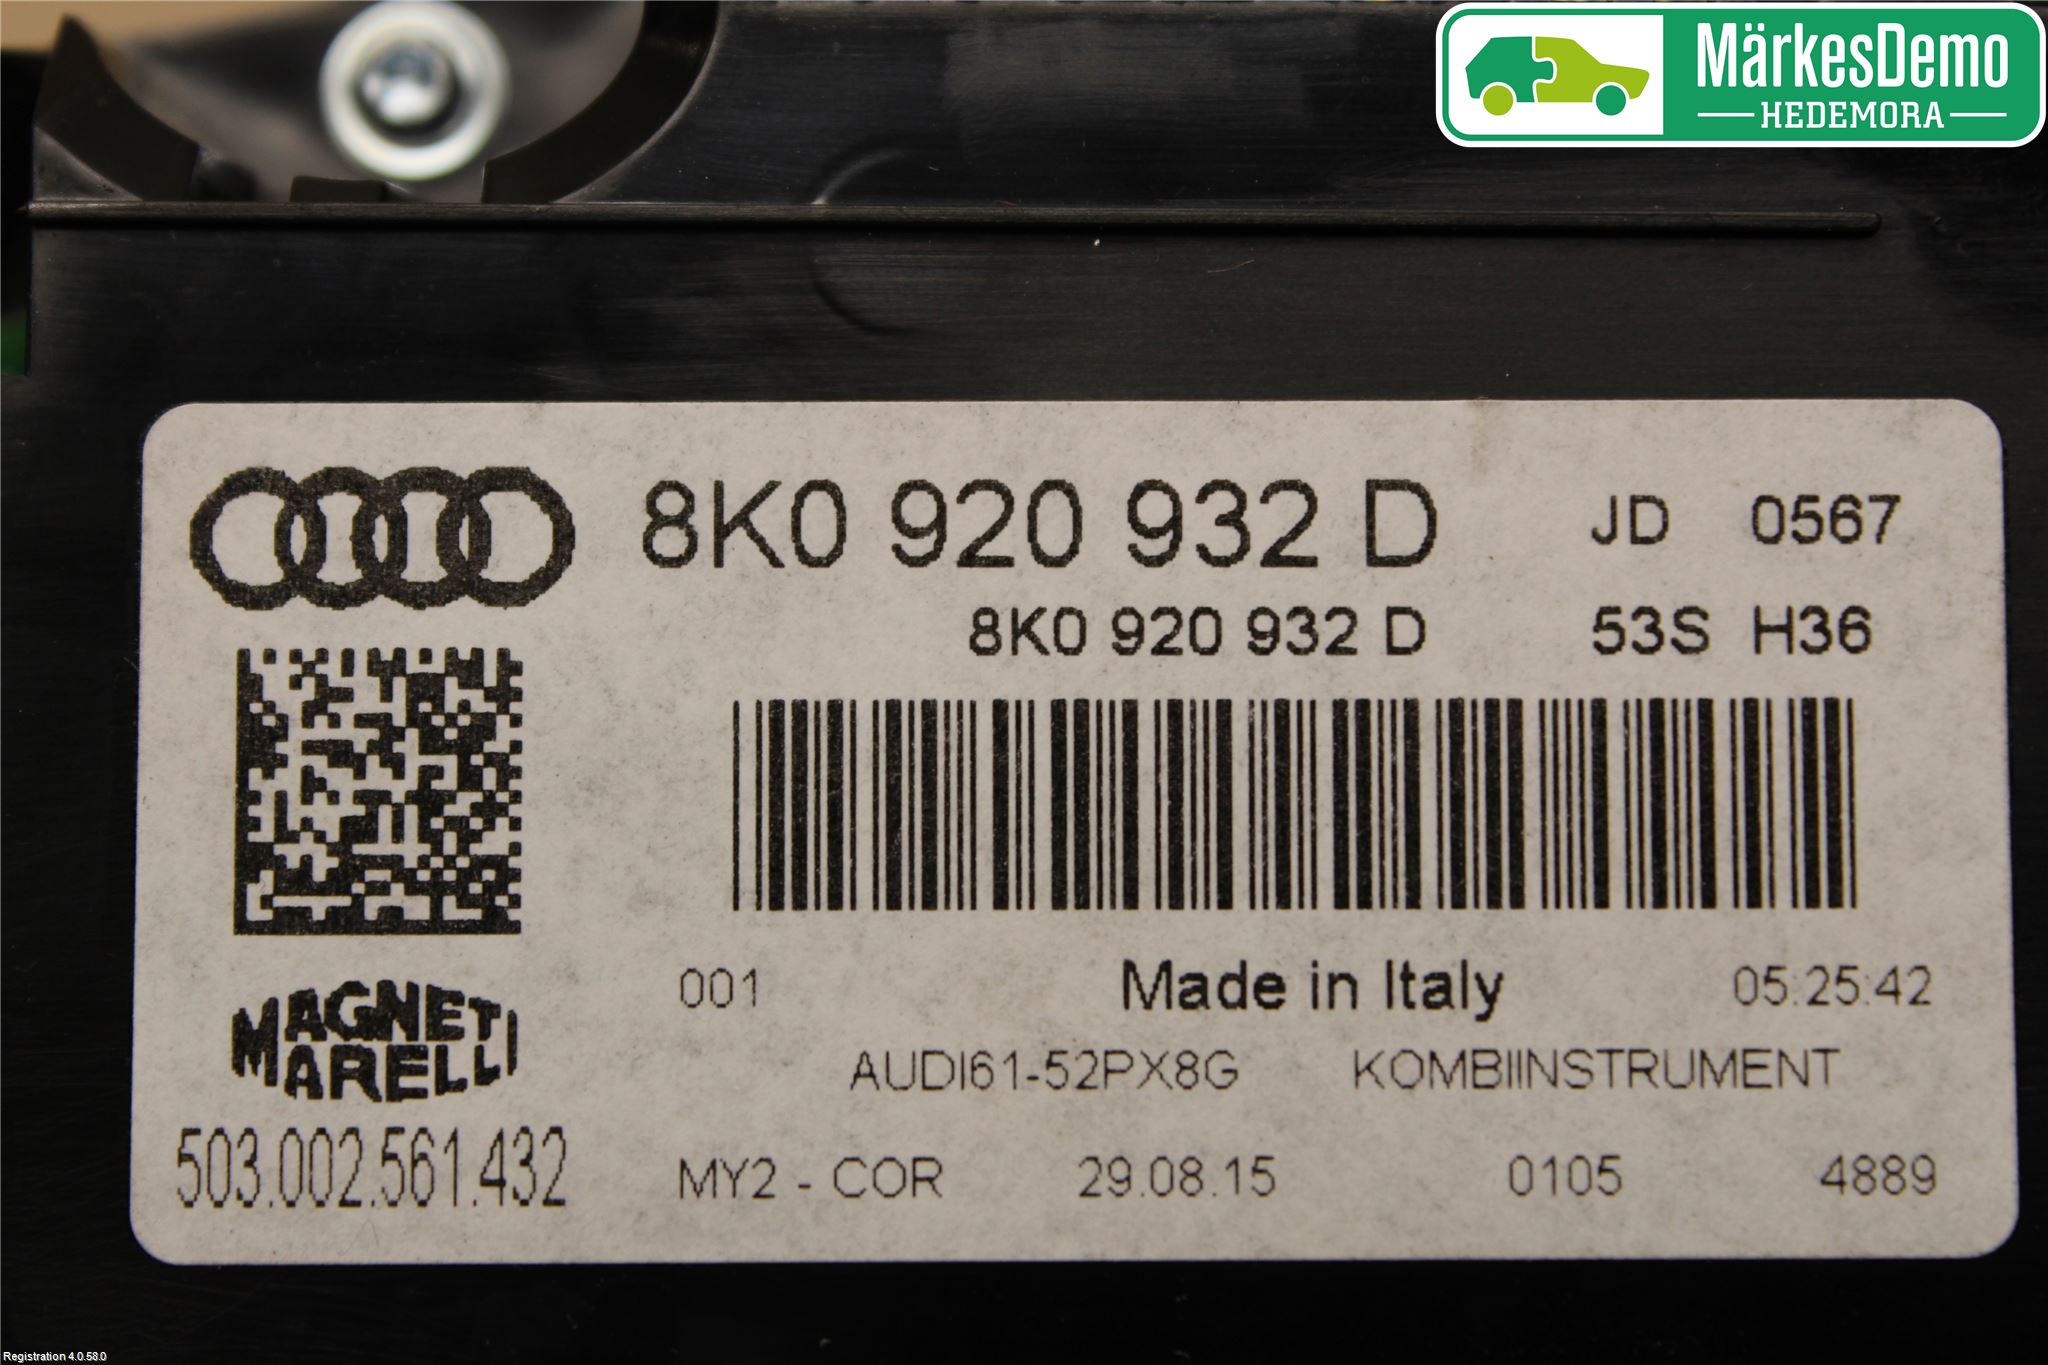 MärkesDemo
HEDEMORA
8K0 920 932 D JD 0567
8K0 920 932 D 53S H36
001 Made in Italy 05:25:42
MAGNETI
MARELLI
AUDI61-52PX8G KOMBIINSTRUMENT
503.002.561.432 MY2 - COR 29.08.15 0105 4889
Registration 4.0.58.0